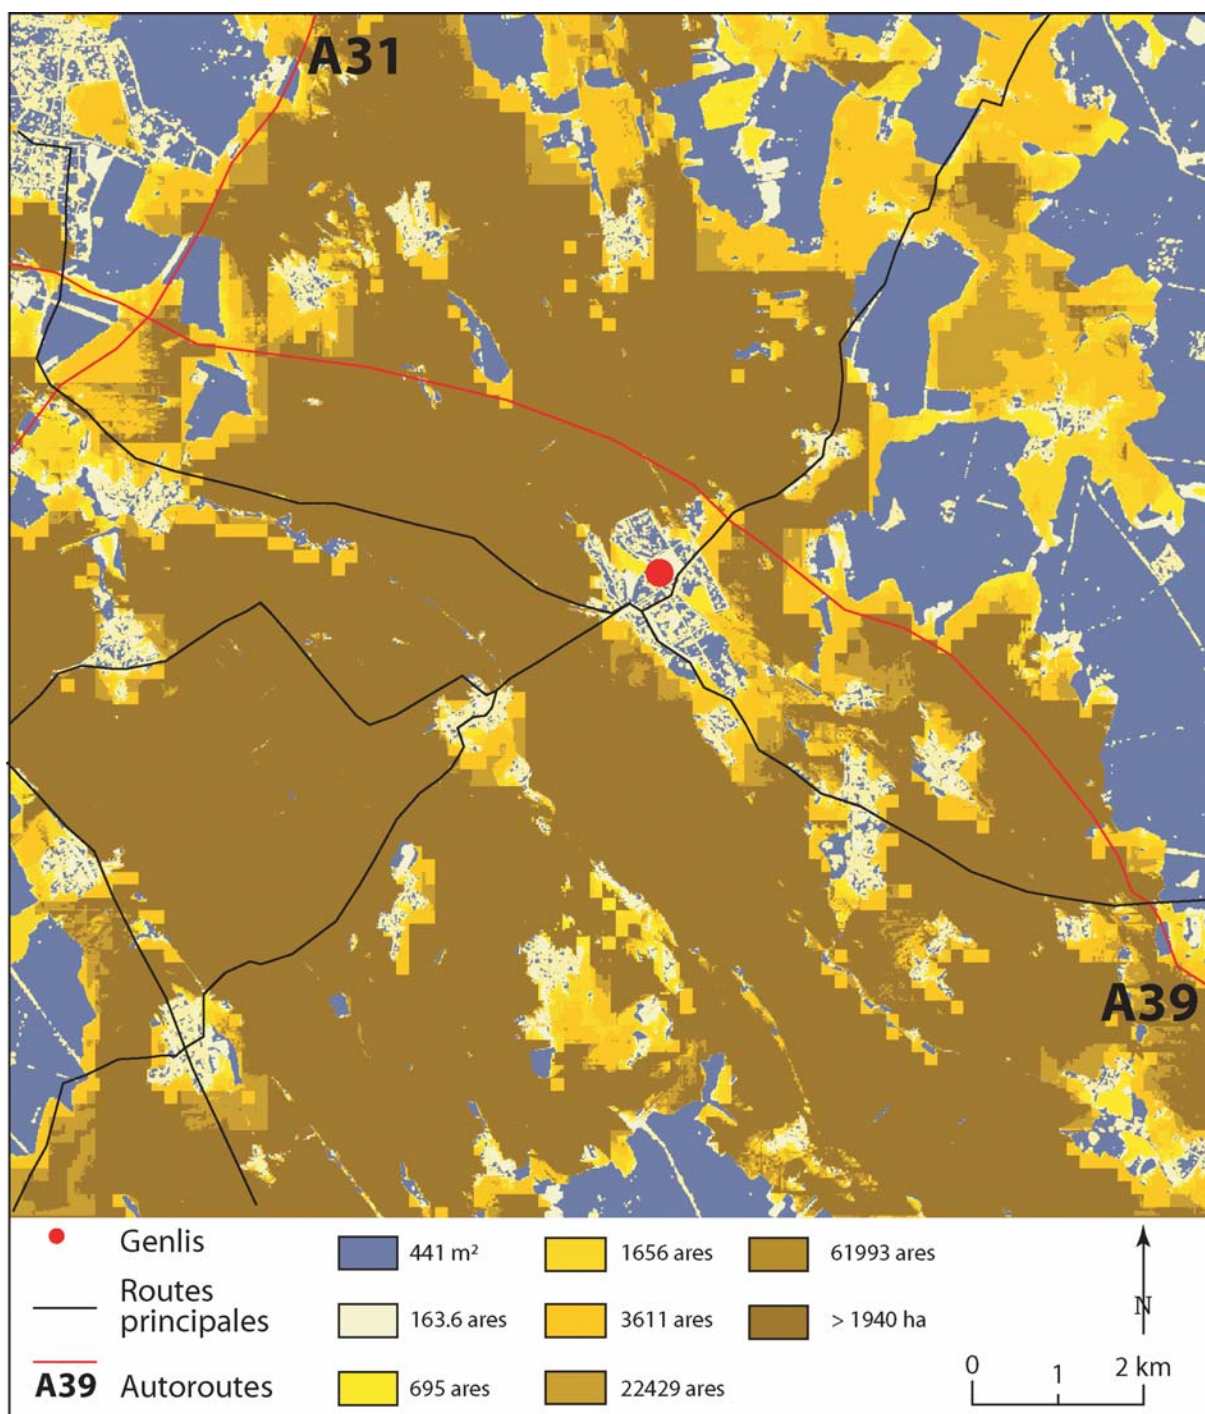 A31
A39
Genlis
Routes
principales
A39 Autoroutes
441 m²
163.6 ares
695 ares
1656 ares
3611 ares
22429 ares
61993 ares
> 1940 ha
N
0 1 2 km